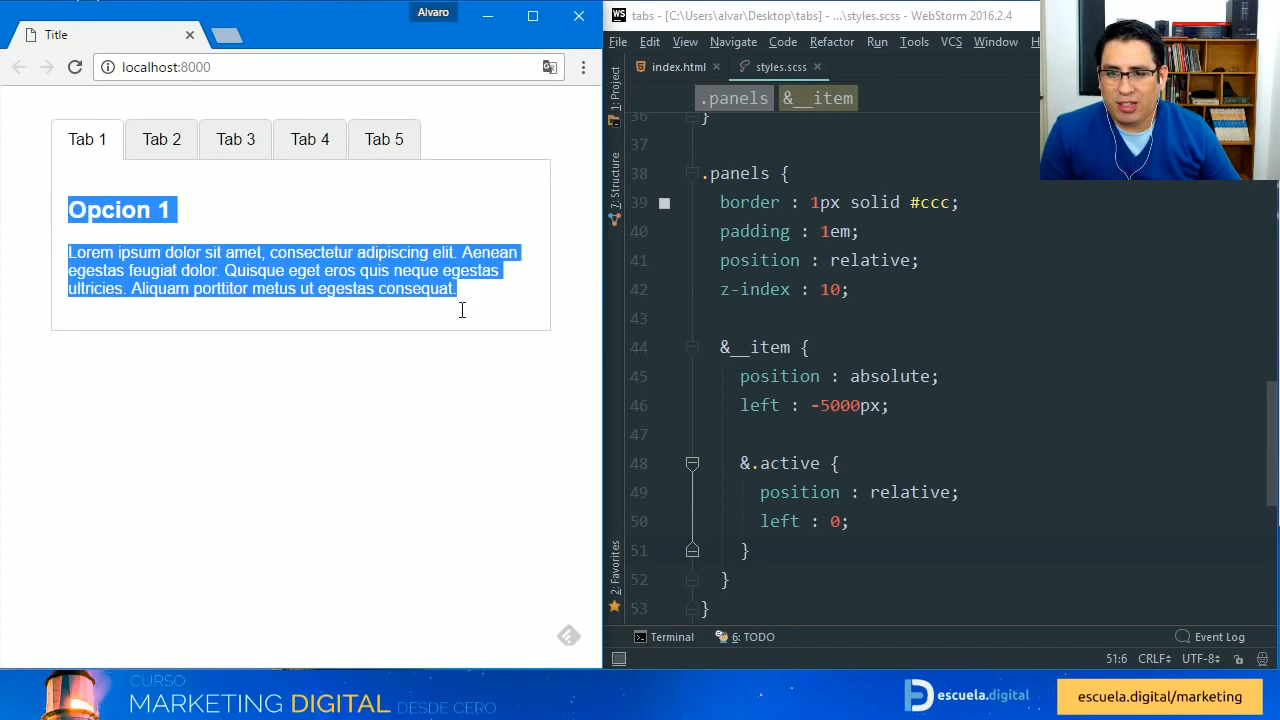 Alvaro
Title
localhost:8000
Tab 1 Tab 2 Tab 3 Tab 4 Tab 5
Opcion 1
Lorem ipsum dolor sit amet, consectetur adipiscing elit. Aenean
egestas feugiat dolor. Quisque eget eros quis neque egestas
ultricies. Aliquam porttitor metus ut egestas consequat.
WS tabs - [C:\Users\alvar\Desktop\tabs] - ...\styles.scss - WebStorm 2016.2.4
File Edit View Navigate Code Refactor Run Tools VCS Window H
index.html styles.scss
1: Project
7: Structure
2: Favorites
.panels &__item
36 }
37
38 .panels {
39 border : 1px solid #ccc;
40 padding : 1em;
41 position : relative;
42 z-index : 10;
43
44 &__item {
45 position : absolute;
46 left : -5000px;
47
48 &.active {
49 position : relative;
50 left : 0;
51 }
52 }
53 }
Terminal 6: TODO Event Log
51:6 CRLF UTF-8
CURSO
MARKETING DIGITAL DESDE CERO
escuela.digital
escuela.digital/marketing